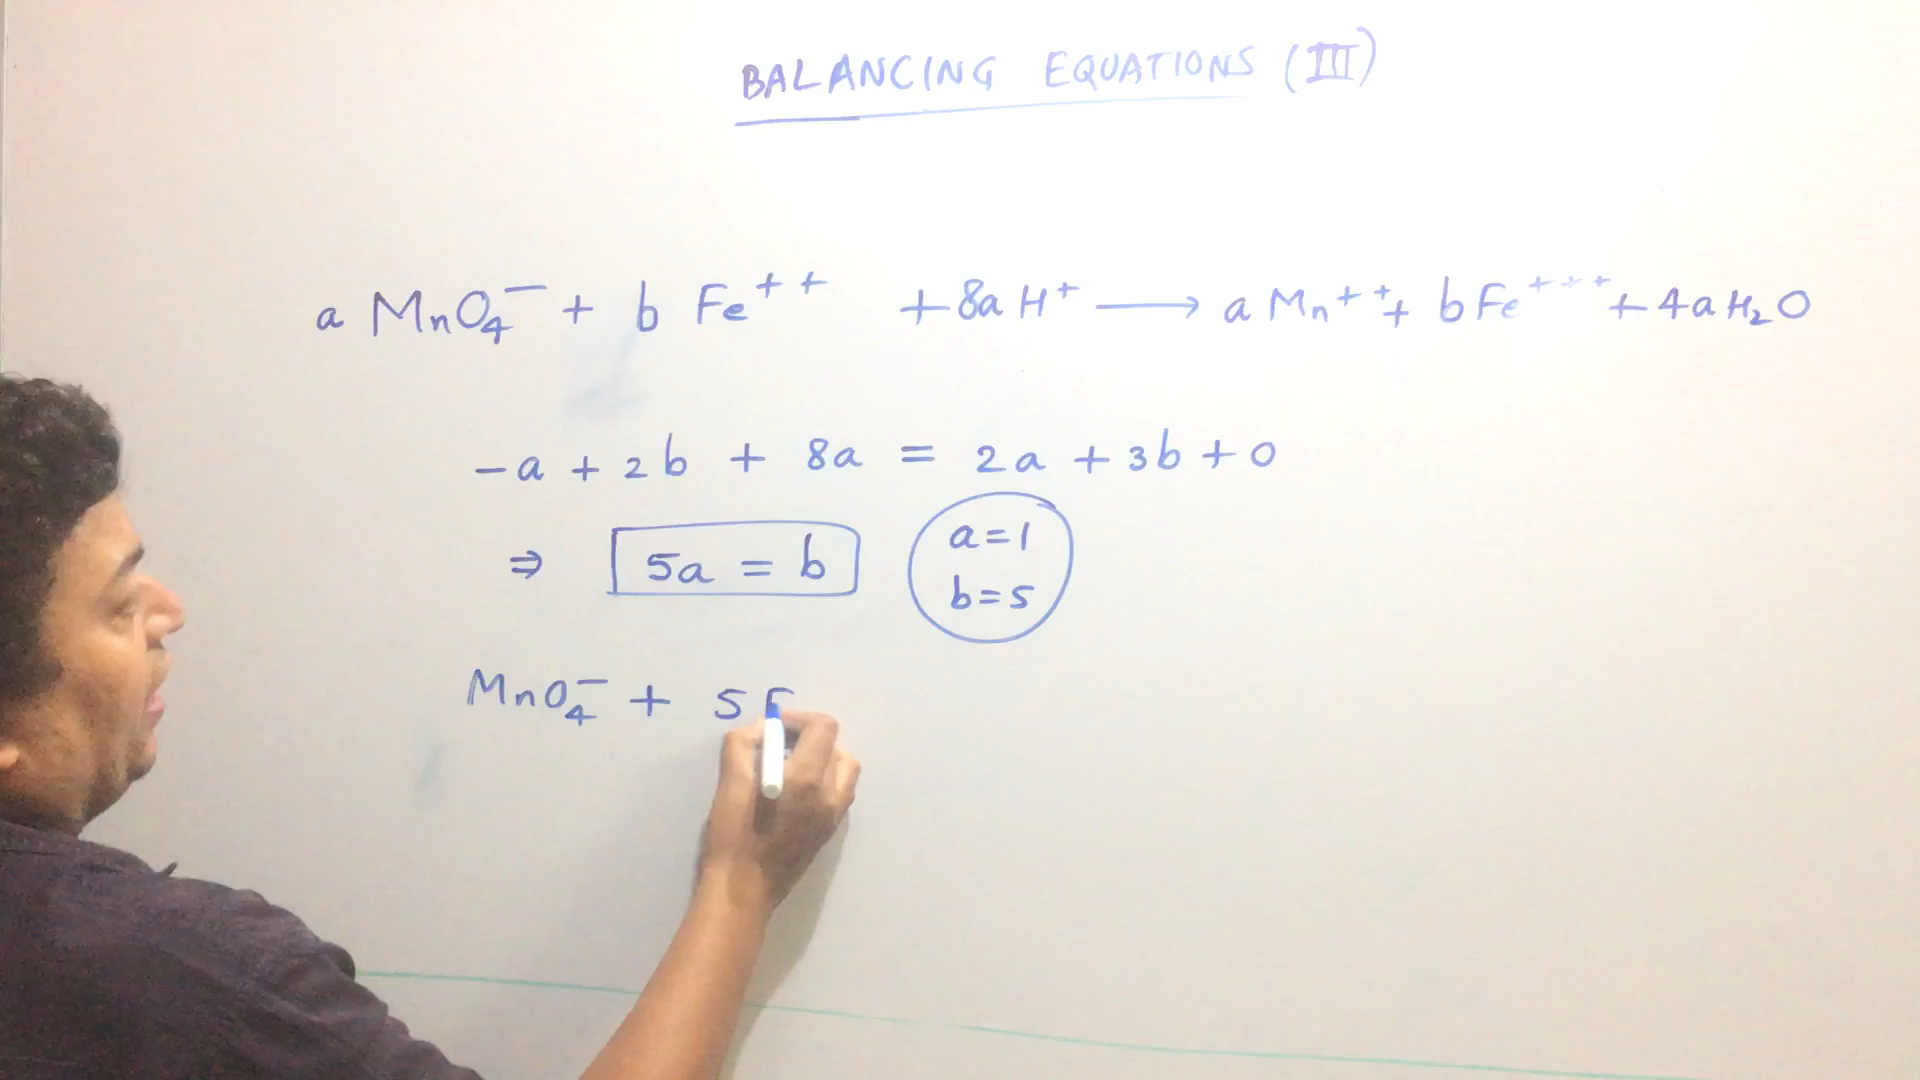 BALANCING EQUATIONS (III)
a MnO₄⁻ + b Fe⁺⁺ + 8a H⁺ ⟶ a Mn⁺⁺ + b Fe⁺⁺⁺ + 4a H₂O
-a + 2b + 8a = 2a + 3b + 0
⇒ 5a = b
a=1
b=5
MnO₄⁻ + 5 F